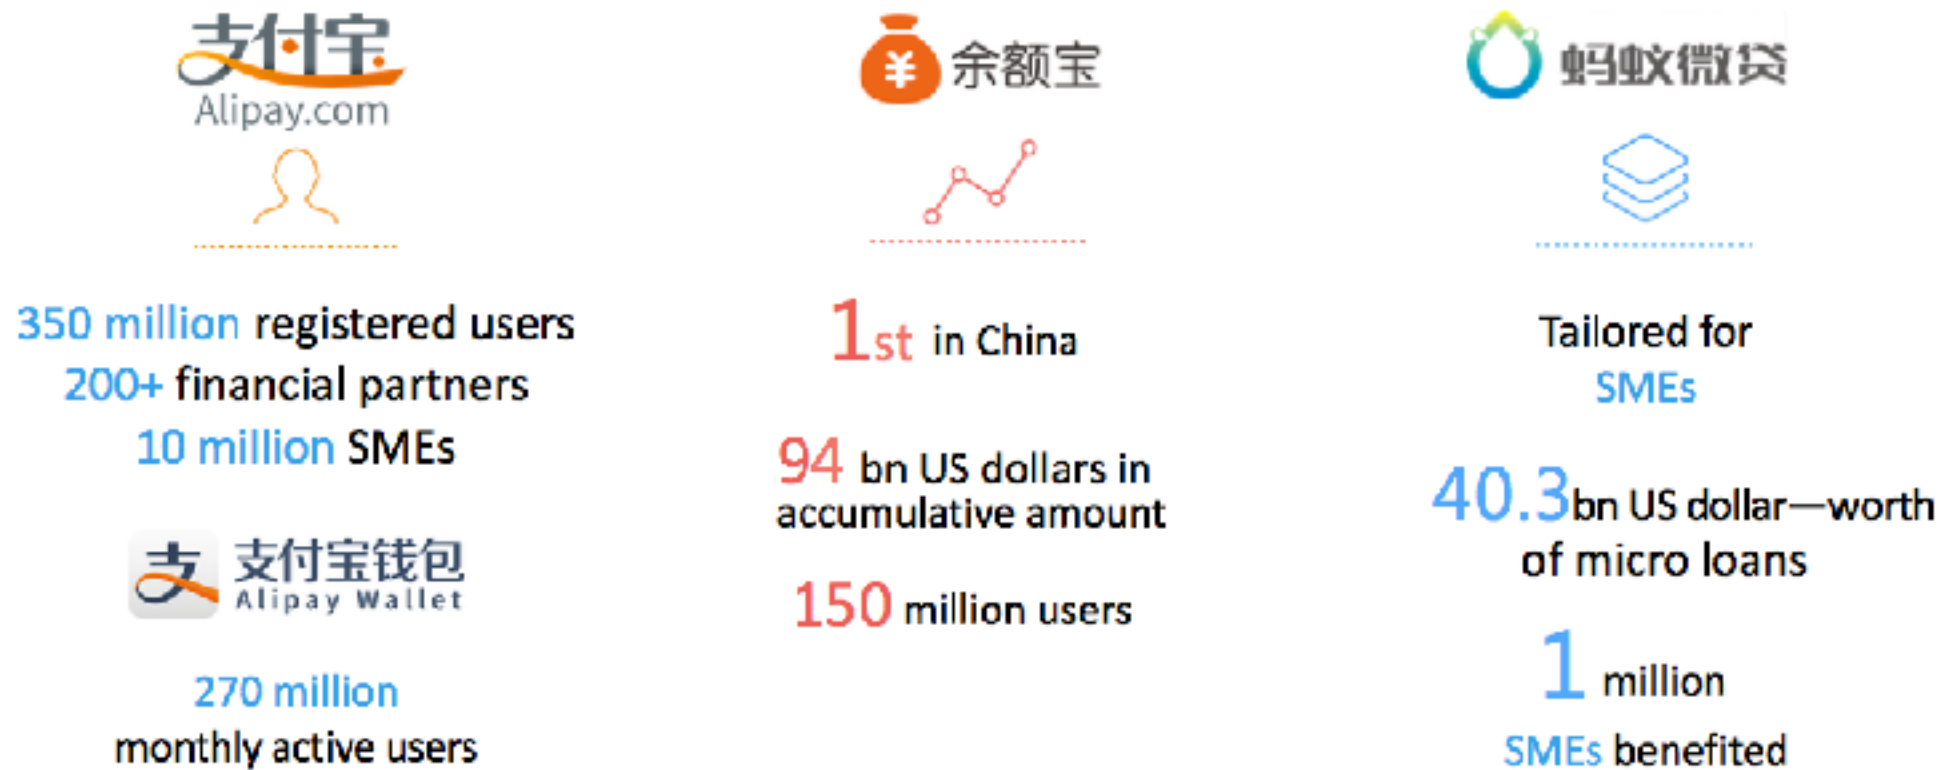 支付宝
Alipay.com
350 million registered users
200+ financial partners
10 million SMEs
支付宝钱包
支 Alipay Wallet
270 million
monthly active users
¥ 余额宝
1st in China
94 bn US dollars in
accumulative amount
150 million users
蚂蚁微贷
Tailored for
SMEs
40.3bn US dollar—worth
of micro loans
1 million
SMEs benefited